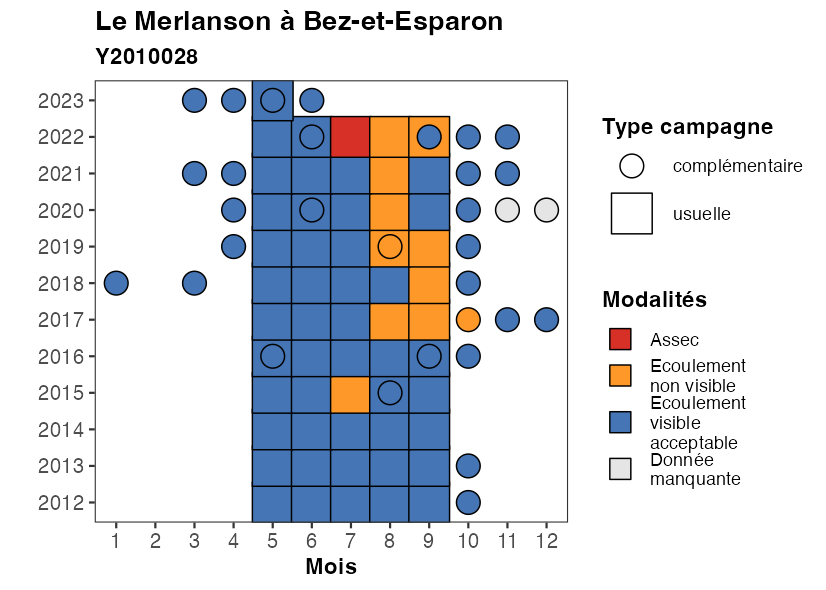 Le Merlanson à Bez-et-Esparon
Y2010028
2023
2022
2021
2020
2019
2018
2017
2016
2015
2014
2013
2012
1 2 3 4 5 6 7 8 9 10 11 12
Mois
Type campagne
complémentaire
usuelle
Modalités
Assec
Ecoulement
non visible
Ecoulement
visible
acceptable
Donnée
manquante